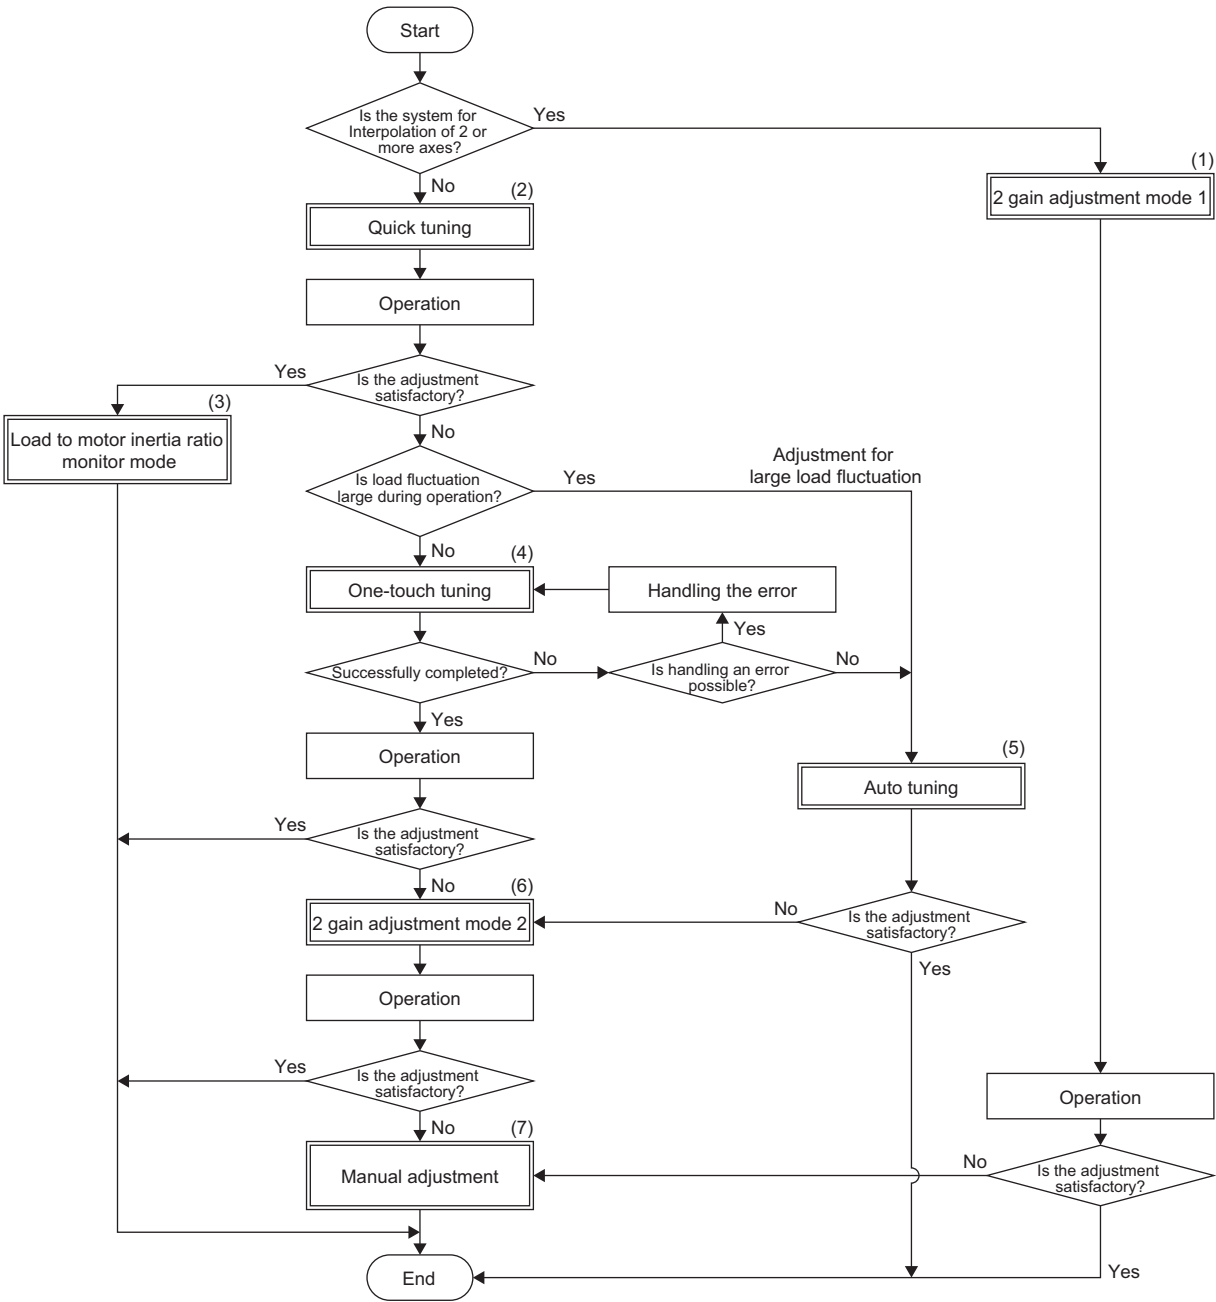 Start
Is the system for
Interpolation of 2 or
more axes?
Yes
No
(1)
2 gain adjustment mode 1
(2)
Quick tuning
Operation
Is the adjustment
satisfactory?
Yes
No
(3)
Load to motor inertia ratio
monitor mode
Is load fluctuation
large during operation?
Yes
Adjustment for
large load fluctuation
No
(4)
One-touch tuning
Handling the error
Yes
Successfully completed?
No
Is handling an error
possible?
No
Yes
Operation
(5)
Auto tuning
Is the adjustment
satisfactory?
Yes
No
(6)
2 gain adjustment mode 2
No
Is the adjustment
satisfactory?
Yes
Operation
Is the adjustment
satisfactory?
Yes
No
(7)
Manual adjustment
Operation
Is the adjustment
satisfactory?
No
Yes
End